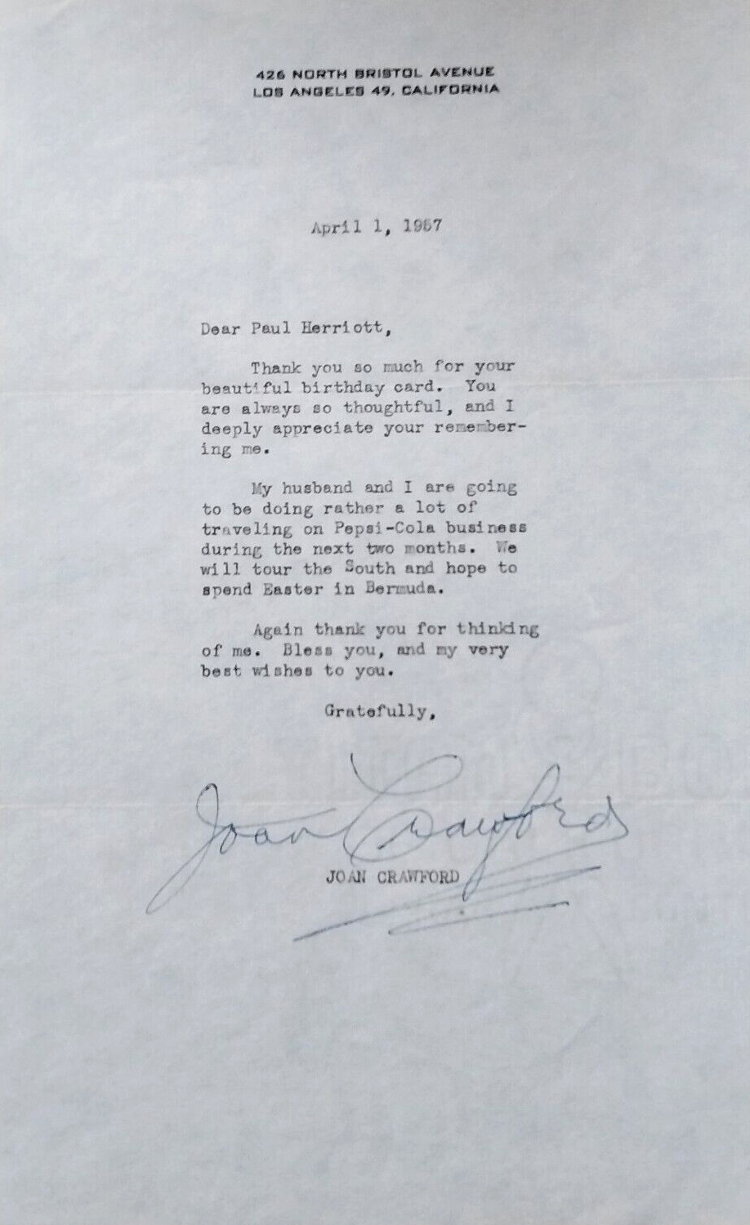 426 NORTH BRISTOL AVENUE
LOS ANGELES 49, CALIFORNIA
April 1, 1957
Dear Paul Herriott,
Thank you so much for your
beautiful birthday card. You
are always so thoughtful, and I
deeply appreciate your remember-
ing me.
My husband and I are going
to be doing rather a lot of
traveling on Pepsi-Cola business
during the next two months. We
will tour the South and hope to
spend Easter in Bermuda.
Again thank you for thinking
of me. Bless you, and my very
best wishes to you.
Gratefully,
Joan Crawford
JOAN CRAWFORD